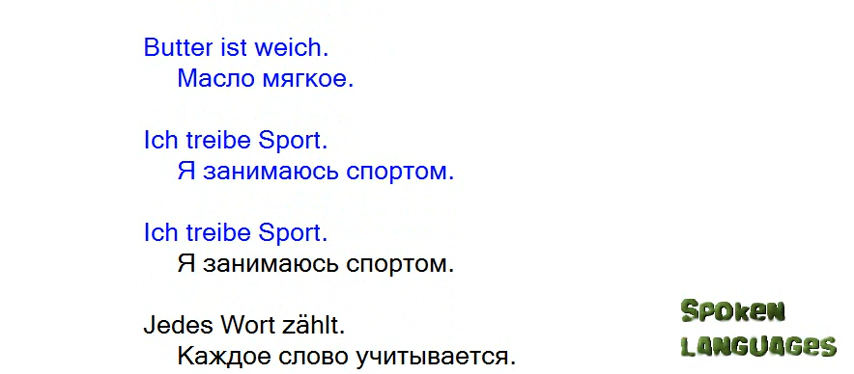 Butter ist weich.
Масло мягкое.
Ich treibe Sport.
Я занимаюсь спортом.
Ich treibe Sport.
Я занимаюсь спортом.
Jedes Wort zählt.
Каждое слово учитывается.
SPOKEN
LANGUAGES